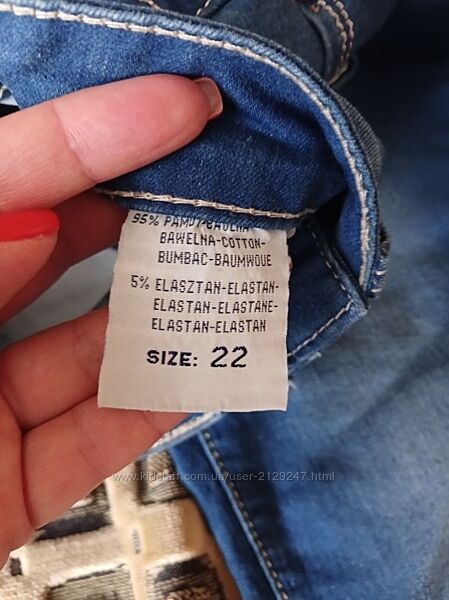 95% PAMUT-BAULNA-
BAWELNA-COTTON-
BUMBAC-BAUMWOUE
5% ELASZTAN-ELASTAN-
ELASTAN-ELASTANE-
ELASTAN-ELASTAN
SIZE: 22
www.kidstaff.com.ua/user-2129247.html